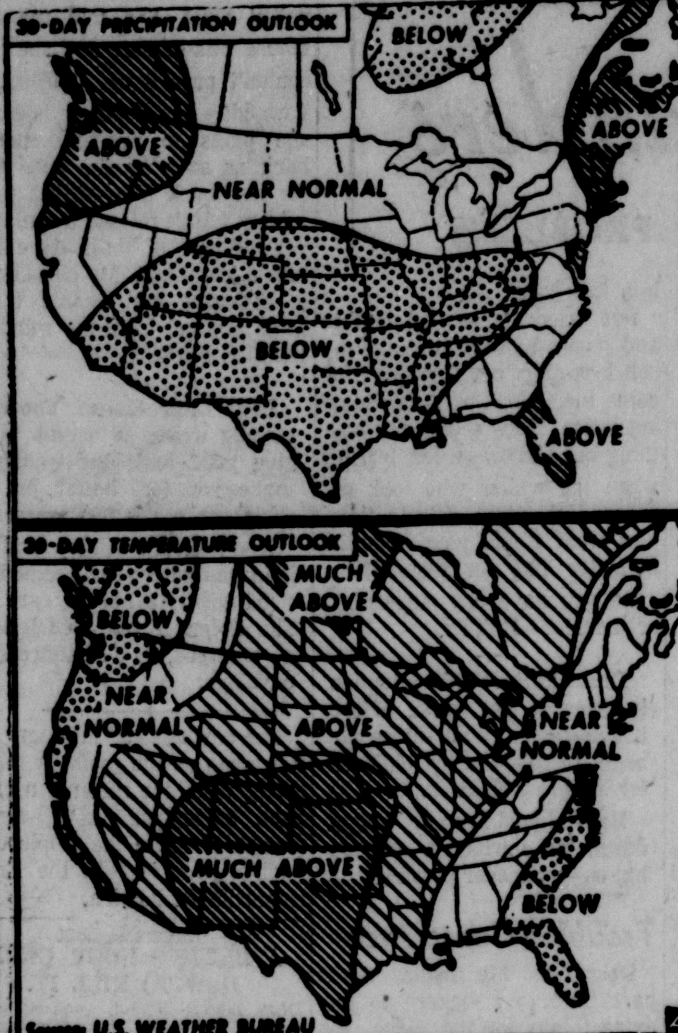 30-DAY PRECIPITATION OUTLOOK
BELOW
ABOVE
ABOVE
NEAR NORMAL
BELOW
ABOVE
30-DAY TEMPERATURE OUTLOOK
MUCH
ABOVE
BELOW
NEAR
NORMAL
ABOVE
NEAR
NORMAL
MUCH ABOVE
BELOW
Source: U.S. WEATHER BUREAU